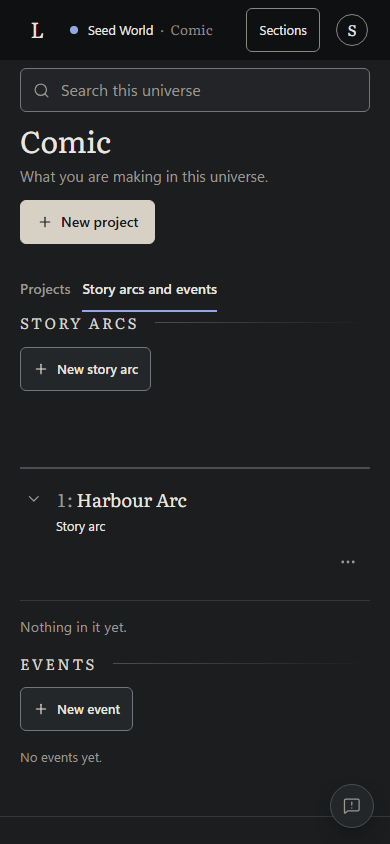 L Seed World · Comic Sections S
Search this universe
Comic
What you are making in this universe.
+ New project
Projects Story arcs and events
STORY ARCS
+ New story arc
1: Harbour Arc
Story arc
...
Nothing in it yet.
EVENTS
+ New event
No events yet.